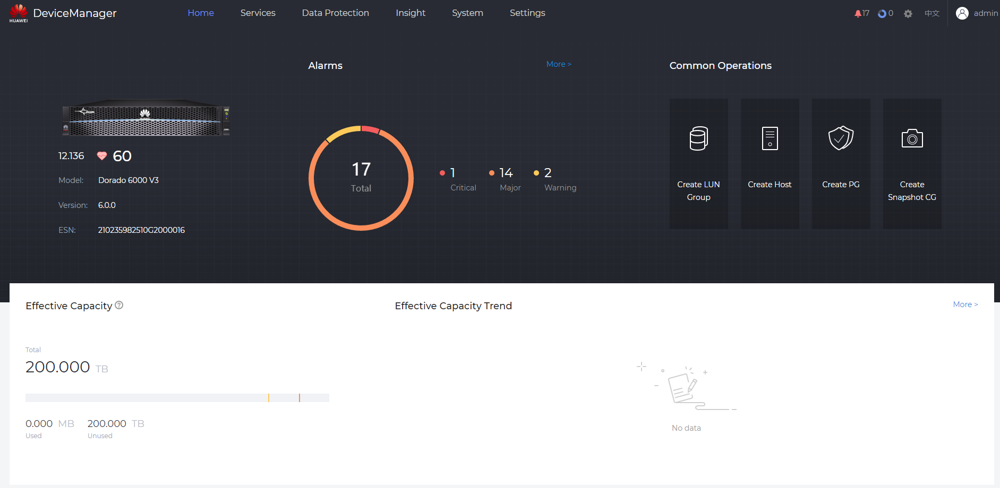 HUAWEI
DeviceManager
Home
Services
Data Protection
Insight
System
Settings
17
0
中文
admin
Alarms
More >
Common Operations
HUAWEI
12.136
60
Model:
Dorado 6000 V3
Version:
6.0.0
ESN:
210235982510G2000016
17
Total
1
Critical
14
Major
2
Warning
Create LUN
Group
Create Host
Create PG
Create
Snapshot CG
Effective Capacity
Effective Capacity Trend
More >
Total
200.000 TB
0.000 MB
Used
200.000 TB
Unused
No data